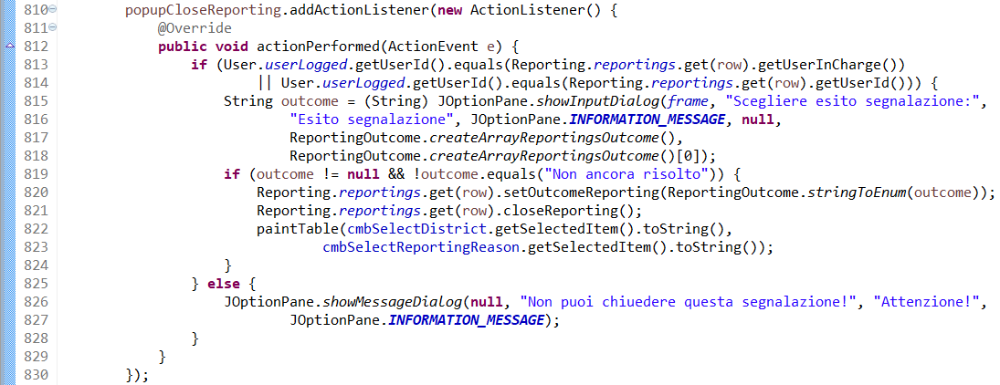 810 popupCloseReporting.addActionListener(new ActionListener() {
811 @Override
812 public void actionPerformed(ActionEvent e) {
813 if (User.userLogged.getUserId().equals(Reporting.reportings.get(row).getUserInCharge())
814 || User.userLogged.getUserId().equals(Reporting.reportings.get(row).getUserId())) {
815 String outcome = (String) JOptionPane.showInputDialog(frame, "Scegliere esito segnalazione:",
816 "Esito segnalazione", JOptionPane.INFORMATION_MESSAGE, null,
817 ReportingOutcome.createArrayReportingsOutcome(),
818 ReportingOutcome.createArrayReportingsOutcome()[0]);
819 if (outcome != null && !outcome.equals("Non ancora risolto")) {
820 Reporting.reportings.get(row).setOutcomeReporting(ReportingOutcome.stringToEnum(outcome));
821 Reporting.reportings.get(row).closeReporting();
822 paintTable(cmbSelectDistrict.getSelectedItem().toString(),
823 cmbSelectReportingReason.getSelectedItem().toString());
824 }
825 } else {
826 JOptionPane.showMessageDialog(null, "Non puoi chiuedere questa segnalazione!", "Attenzione!",
827 JOptionPane.INFORMATION_MESSAGE);
828 }
829 }
830 });